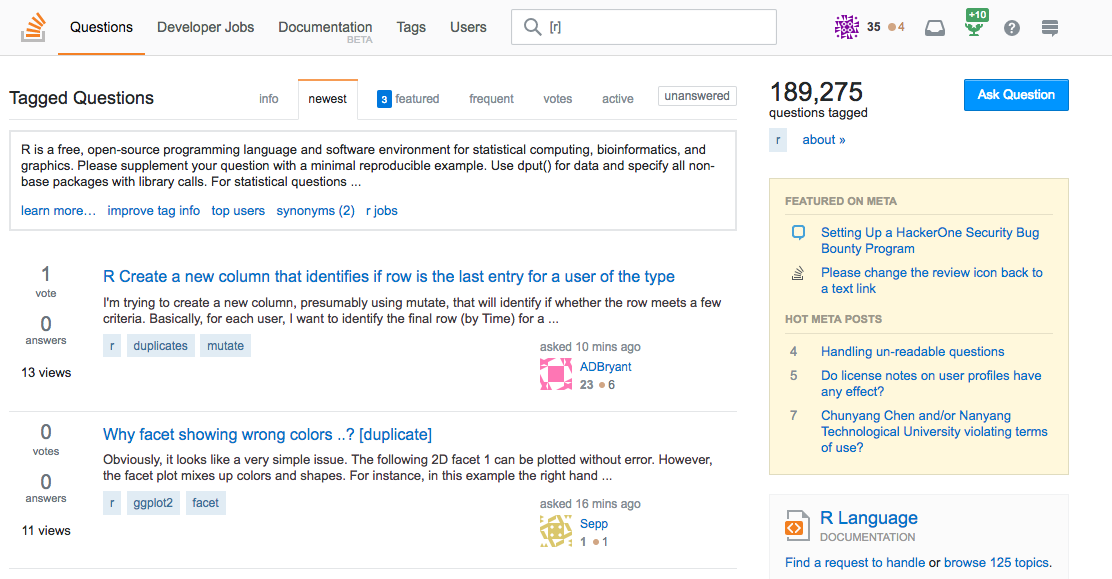 Questions Developer Jobs Documentation Tags Users [r] 35 4 +10 ?
BETA
Tagged Questions info newest 3 featured frequent votes active unanswered
R is a free, open-source programming language and software environment for statistical computing, bioinformatics, and
graphics. Please supplement your question with a minimal reproducible example. Use dput() for data and specify all non-
base packages with library calls. For statistical questions ...
learn more… improve tag info top users synonyms (2) r jobs
1
vote
0
answers
13 views
R Create a new column that identifies if row is the last entry for a user of the type
I'm trying to create a new column, presumably using mutate, that will identify if whether the row meets a few
criteria. Basically, for each user, I want to identify the final row (by Time) for a ...
r duplicates mutate
asked 10 mins ago
ADBryant
23 6
0
votes
0
answers
11 views
Why facet showing wrong colors ..? [duplicate]
Obviously, it looks like a very simple issue. The following 2D facet 1 can be plotted without error. However,
the facet plot mixes up colors and shapes. For instance, in this example the right hand ...
r ggplot2 facet
asked 16 mins ago
Sepp
1 1
189,275
questions tagged
Ask Question
r about »
FEATURED ON META
Setting Up a HackerOne Security Bug
Bounty Program
Please change the review icon back to
a text link
HOT META POSTS
4 Handling un-readable questions
5 Do license notes on user profiles have
any effect?
7 Chunyang Chen and/or Nanyang
Technological University violating terms
of use?
R Language
DOCUMENTATION
Find a request to handle or browse 125 topics.